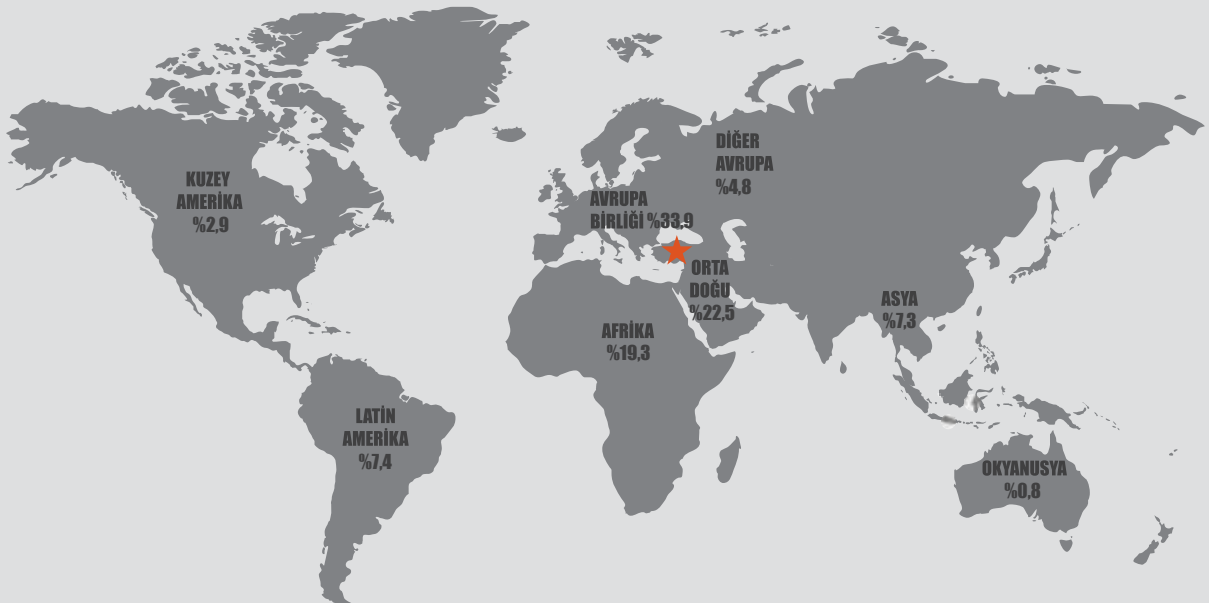 KUZEY
AMERİKA
%2,9
DİĞER
AVRUPA
%4,8
AVRUPA
BİRLİĞİ %33,9
ORTA
DOĞU
%22,5
ASYA
%7,3
AFRİKA
%19,3
LATİN
AMERİKA
%7,4
OKYANUSYA
%0,8